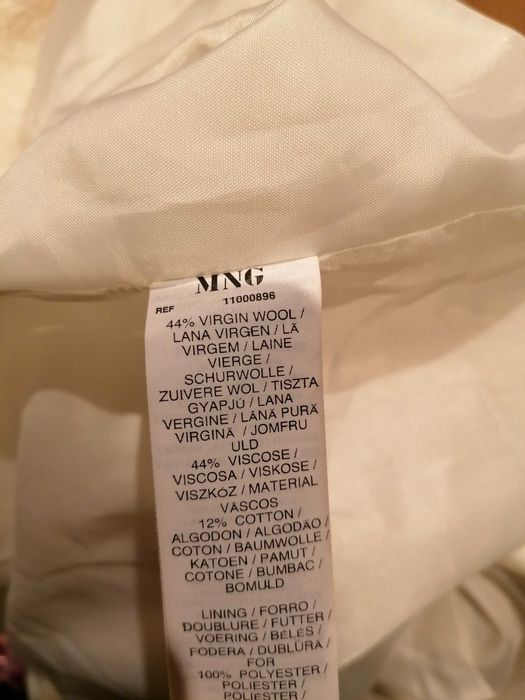 MNG
REF 11000896
44% VIRGIN WOOL /
LANA VIRGEN / LÃ
VIRGEM / LAINE
VIERGE /
SCHURWOLLE /
ZUIVERE WOL / TISZTA
GYAPJÚ / LANA
VERGINE / LÂNĂ PURĂ
VIRGINĂ / JOMFRU
ULD
44% VISCOSE /
VISCOSA / VISKOSE /
VISZKÓZ / MATERIAL
VÂSCOS
12% COTTON /
ALGODON / ALGODÃO /
COTON / BAUMWOLLE /
KATOEN / PAMUT /
COTONE / BUMBAC /
BOMULD
LINING / FORRO /
DOUBLURE / FUTTER /
VOERING / BÉLÉS /
FODERA / DUBLURĂ /
FOR
100% POLYESTER /
POLIESTER /
POLIÉSTER /